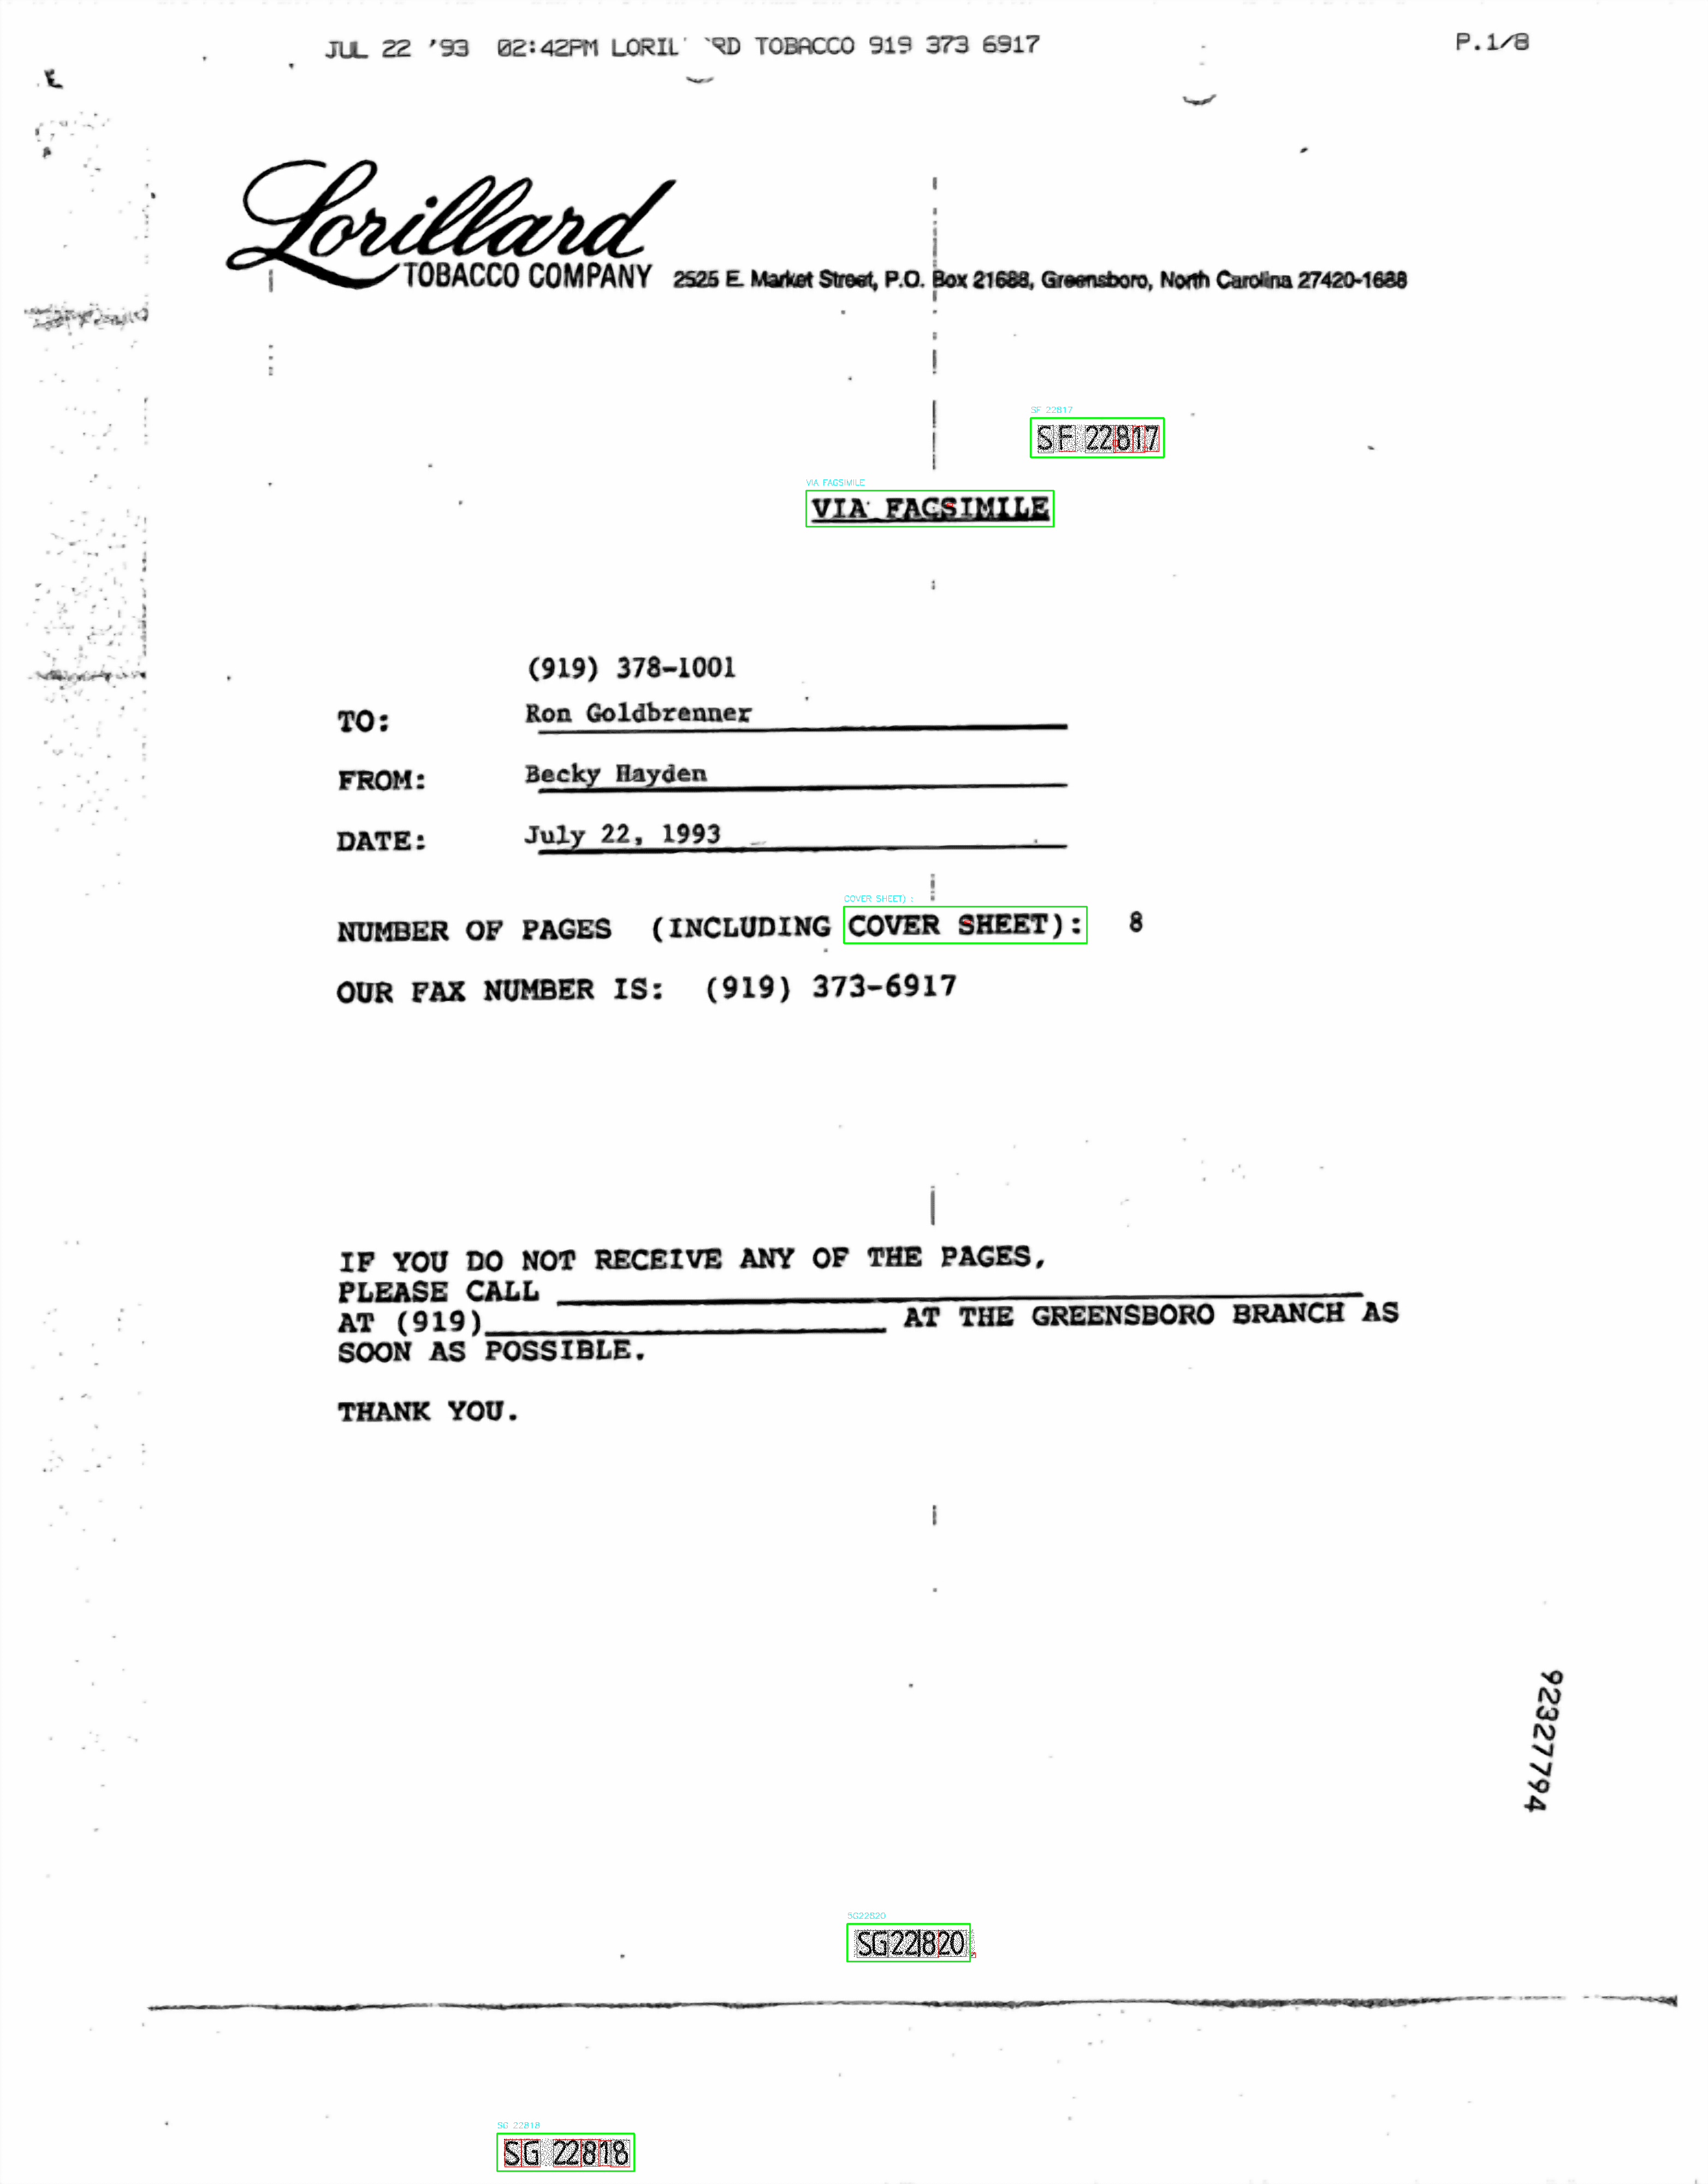 JUL 22 '93 02:42PM LORIL' 'RD TOBACCO 919 373 6917 P.1/8
Lorillard
TOBACCO COMPANY 2525 E. Market Street, P.O. Box 21688, Greensboro, North Carolina 27420-1688
SF 22817
SF 22817
VIA FACSIMILE
VIA FACSIMILE
(919) 378-1001
TO: Ron Goldbrenner
FROM: Becky Hayden
DATE: July 22, 1993
COVER SHEET) :
NUMBER OF PAGES (INCLUDING COVER SHEET): 8
OUR FAX NUMBER IS: (919) 373-6917
IF YOU DO NOT RECEIVE ANY OF THE PAGES,
PLEASE CALL
AT (919) AT THE GREENSBORO BRANCH AS
SOON AS POSSIBLE.
THANK YOU.
92327794
SG22820
SG22820
SG 22818
SG 22818